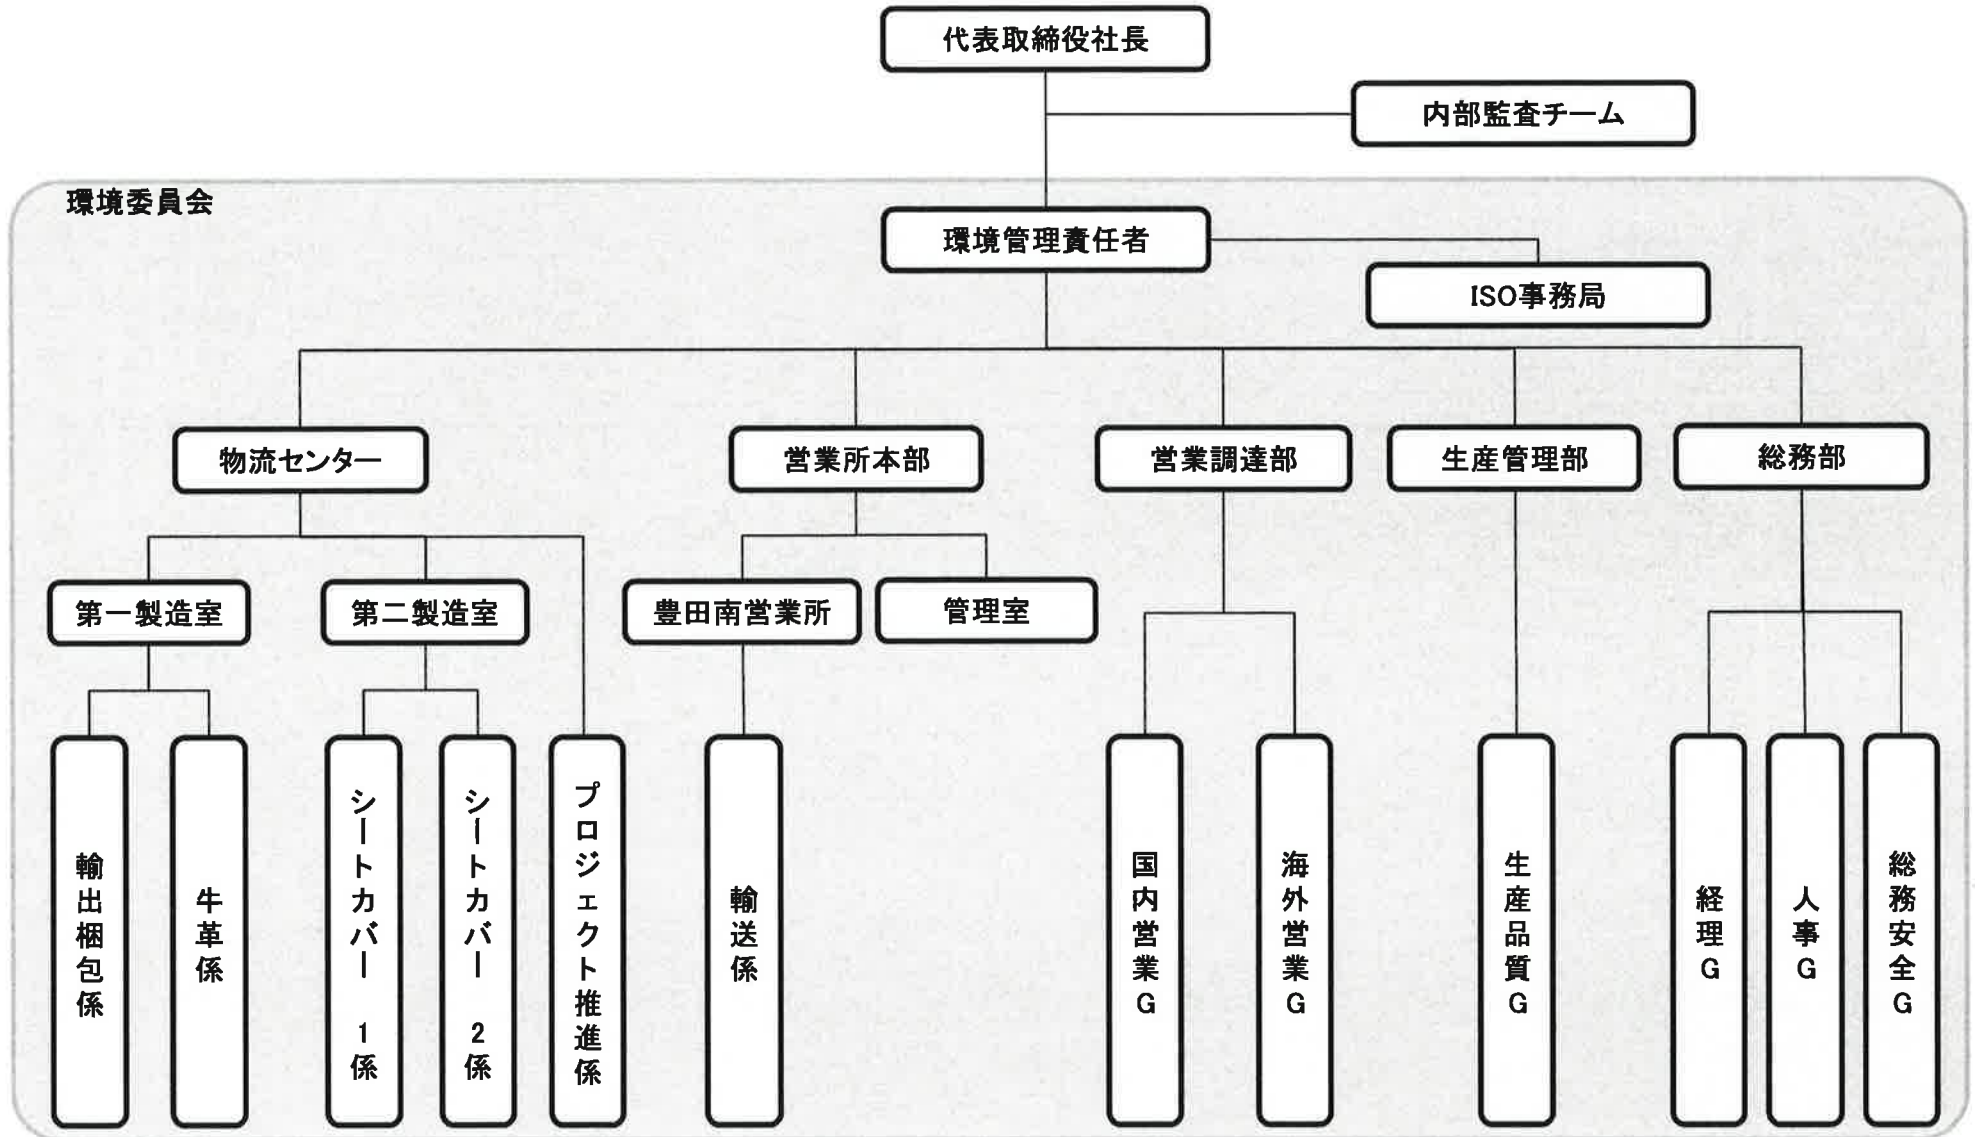 代表取締役社長
内部監査チーム
環境委員会
環境管理責任者
ISO事務局
物流センター
営業所本部
営業調達部
生産管理部
総務部
第一製造室
第二製造室
豊田南営業所
管理室
輸出梱包係
牛革係
シートカバー 1係
シートカバー 2係
プロジェクト推進係
輸送係
国内営業G
海外営業G
生産品質G
経理G
人事G
総務安全G